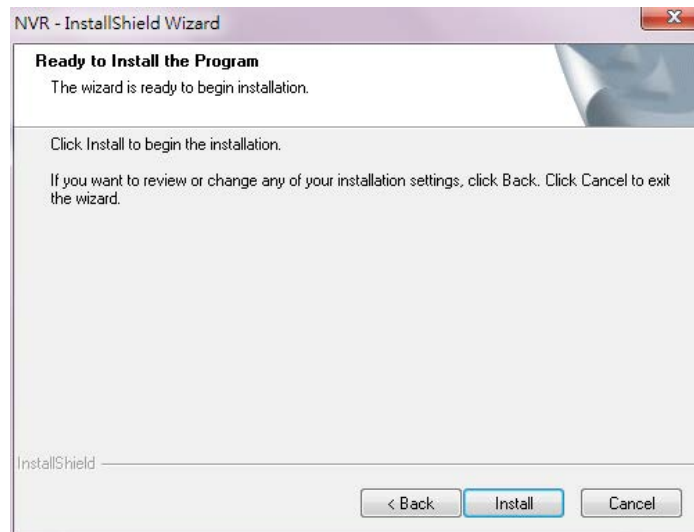 NVR - InstallShield Wizard
Ready to Install the Program
The wizard is ready to begin installation.
Click Install to begin the installation.
If you want to review or change any of your installation settings, click Back. Click Cancel to exit
the wizard.
InstallShield
< Back Install Cancel